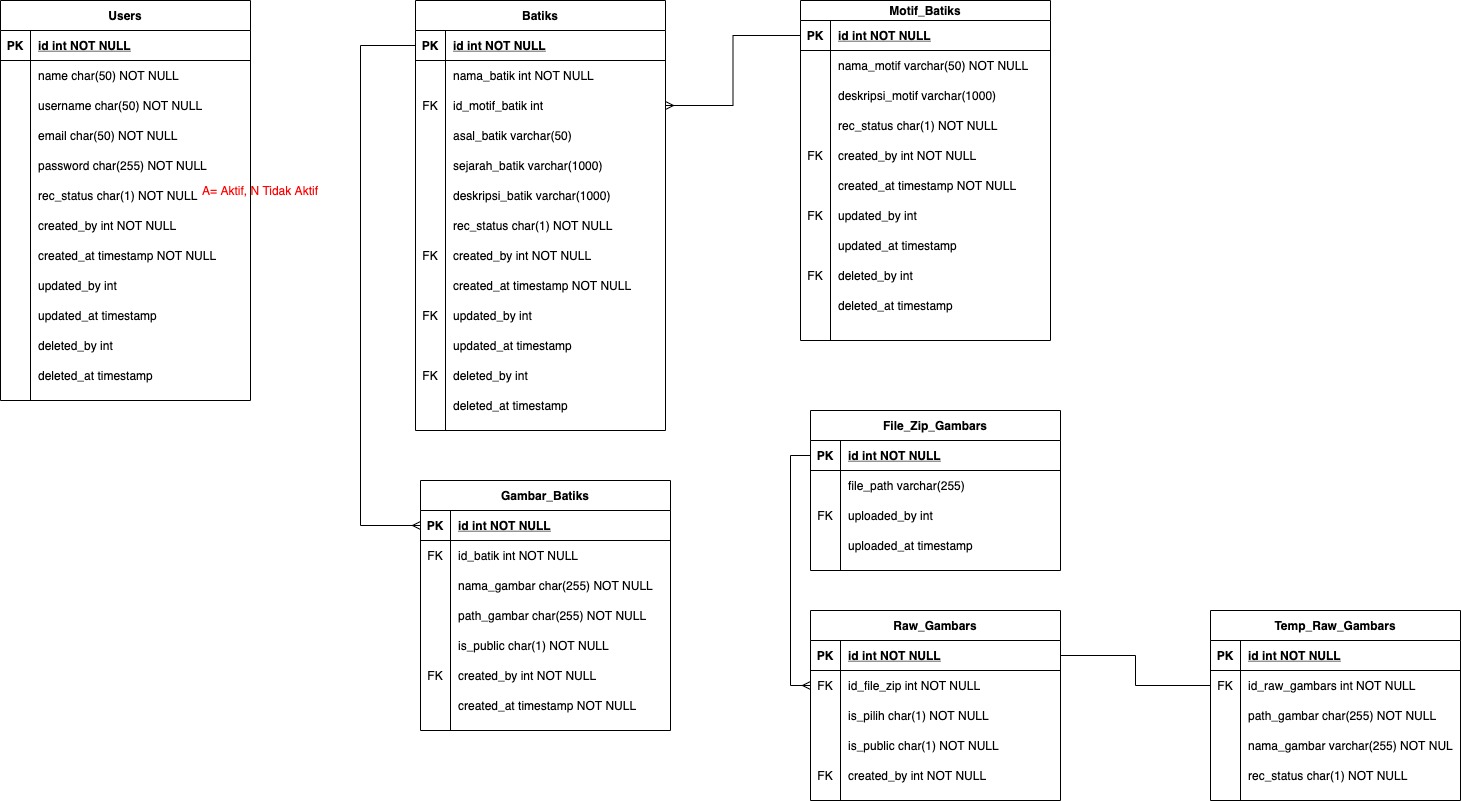 Users
PK id int NOT NULL
name char(50) NOT NULL
username char(50) NOT NULL
email char(50) NOT NULL
password char(255) NOT NULL
rec_status char(1) NOT NULL A= Aktif, N Tidak Aktif
created_by int NOT NULL
created_at timestamp NOT NULL
updated_by int
updated_at timestamp
deleted_by int
deleted_at timestamp
Batiks
PK id int NOT NULL
nama_batik int NOT NULL
FK id_motif_batik int
asal_batik varchar(50)
sejarah_batik varchar(1000)
deskripsi_batik varchar(1000)
rec_status char(1) NOT NULL
FK created_by int NOT NULL
created_at timestamp NOT NULL
FK updated_by int
updated_at timestamp
FK deleted_by int
deleted_at timestamp
Motif_Batiks
PK id int NOT NULL
nama_motif varchar(50) NOT NULL
deskripsi_motif varchar(1000)
rec_status char(1) NOT NULL
FK created_by int NOT NULL
created_at timestamp NOT NULL
FK updated_by int
updated_at timestamp
FK deleted_by int
deleted_at timestamp
Gambar_Batiks
PK id int NOT NULL
FK id_batik int NOT NULL
nama_gambar char(255) NOT NULL
path_gambar char(255) NOT NULL
is_public char(1) NOT NULL
FK created_by int NOT NULL
created_at timestamp NOT NULL
File_Zip_Gambars
PK id int NOT NULL
file_path varchar(255)
FK uploaded_by int
uploaded_at timestamp
Raw_Gambars
PK id int NOT NULL
FK id_file_zip int NOT NULL
is_pilih char(1) NOT NULL
is_public char(1) NOT NULL
FK created_by int NOT NULL
Temp_Raw_Gambars
PK id int NOT NULL
FK id_raw_gambars int NOT NULL
path_gambar char(255) NOT NULL
nama_gambar varchar(255) NOT NUL
rec_status char(1) NOT NULL